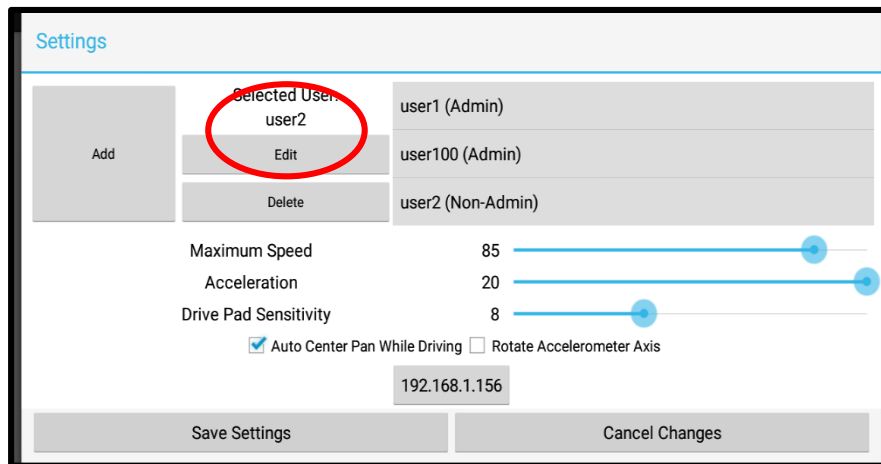 Settings
Selected User:
user2
Add
Edit
Delete
user1 (Admin)
user100 (Admin)
user2 (Non-Admin)
Maximum Speed 85
Acceleration 20
Drive Pad Sensitivity 8
Auto Center Pan While Driving Rotate Accelerometer Axis
192.168.1.156
Save Settings Cancel Changes